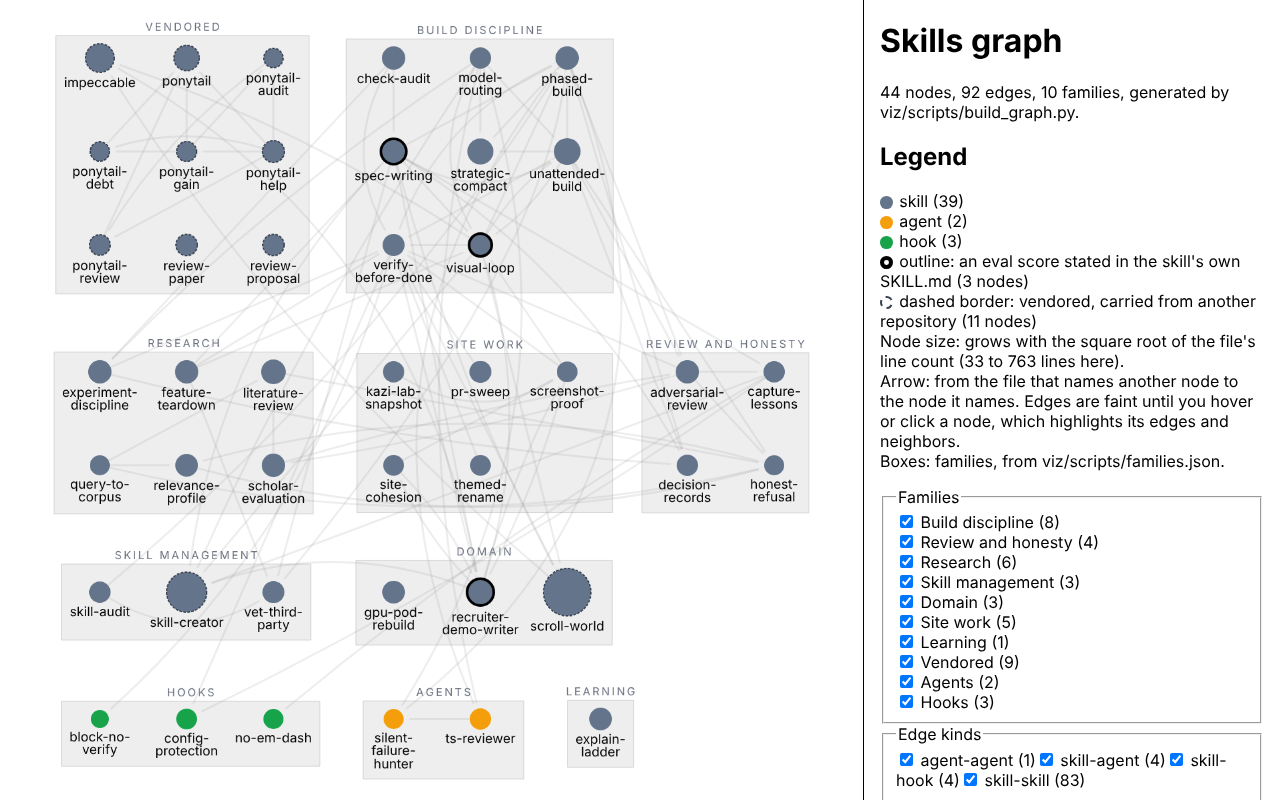 VENDORED
impeccable
ponytail
ponytail-
audit
ponytail-
debt
ponytail-
gain
ponytail-
help
ponytail-
review
review-
paper
review-
proposal
BUILD DISCIPLINE
check-audit
model-
routing
phased-
build
spec-writing
strategic-
compact
unattended-
build
verify-
before-done
visual-loop
RESEARCH
experiment-
discipline
feature-
teardown
literature-
review
query-to-
corpus
relevance-
profile
scholar-
evaluation
SITE WORK
kazi-lab-
snapshot
pr-sweep
screenshot-
proof
site-
cohesion
themed-
rename
REVIEW AND HONESTY
adversarial-
review
capture-
lessons
decision-
records
honest-
refusal
SKILL MANAGEMENT
skill-audit
skill-creator
vet-third-
party
DOMAIN
gpu-pod-
rebuild
recruiter-
demo-writer
scroll-world
HOOKS
block-no-
verify
config-
protection
no-em-dash
AGENTS
silent-
failure-
hunter
ts-reviewer
LEARNING
explain-
ladder
Skills graph
44 nodes, 92 edges, 10 families, generated by
viz/scripts/build_graph.py.
Legend
skill (39)
agent (2)
hook (3)
outline: an eval score stated in the skill's own
SKILL.md (3 nodes)
dashed border: vendored, carried from another
repository (11 nodes)
Node size: grows with the square root of the file's
line count (33 to 763 lines here).
Arrow: from the file that names another node to
the node it names. Edges are faint until you hover
or click a node, which highlights its edges and
neighbors.
Boxes: families, from viz/scripts/families.json.
Families
Build discipline (8)
Review and honesty (4)
Research (6)
Skill management (3)
Domain (3)
Site work (5)
Learning (1)
Vendored (9)
Agents (2)
Hooks (3)
Edge kinds
agent-agent (1) skill-agent (4) skill-
hook (4) skill-skill (83)